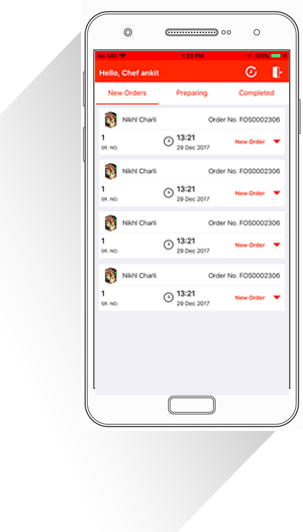 No SIM 1:23 PM 100%
Hello, Chef ankit
New Orders Preparing Completed
Nikhl Charli Order No. FOS0002306
1 13:21 New Order
SR. NO. 29 Dec 2017
Nikhl Charli Order No. FOS0002306
1 13:21 New Order
SR. NO. 29 Dec 2017
Nikhl Charli Order No. FOS0002306
1 13:21 New Order
SR. NO. 29 Dec 2017
Nikhl Charli Order No. FOS0002306
1 13:21 New Order
SR. NO. 29 Dec 2017